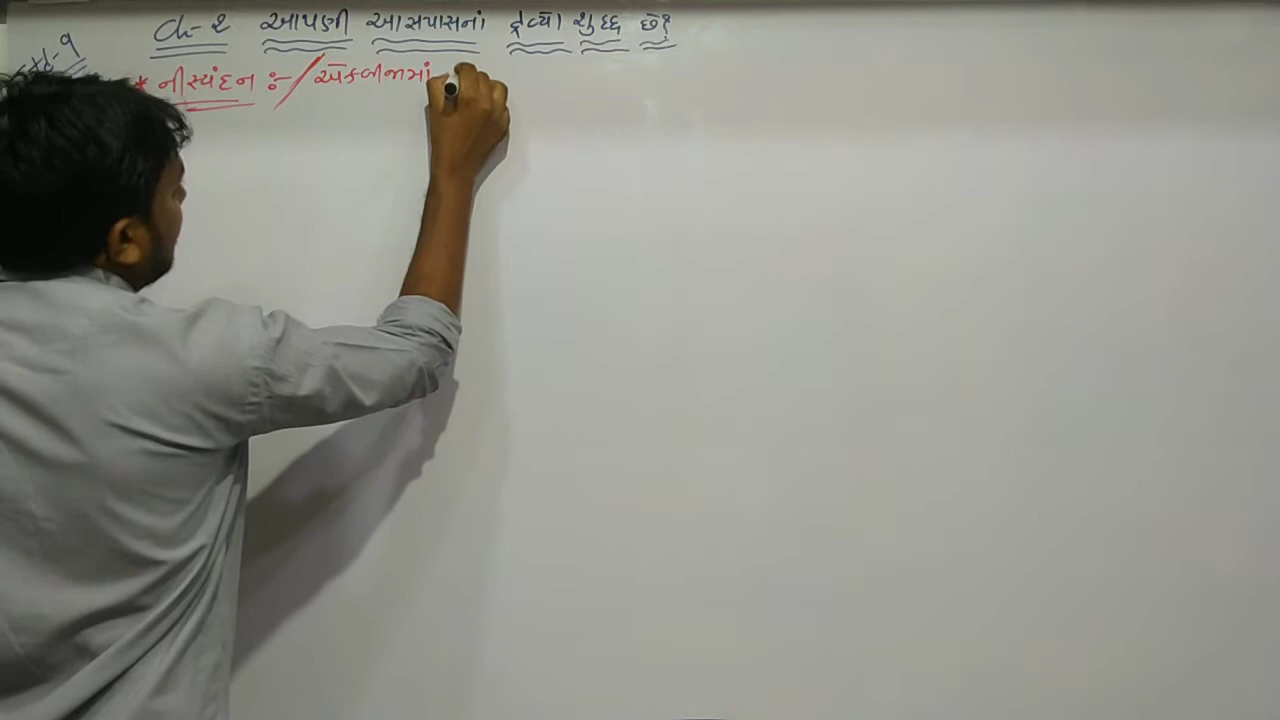 Ch-2 આપણી આસપાસનાં દ્રવ્યો શુદ્ધ છે?
* નીસ્યંદન :- / એકબીજામાં